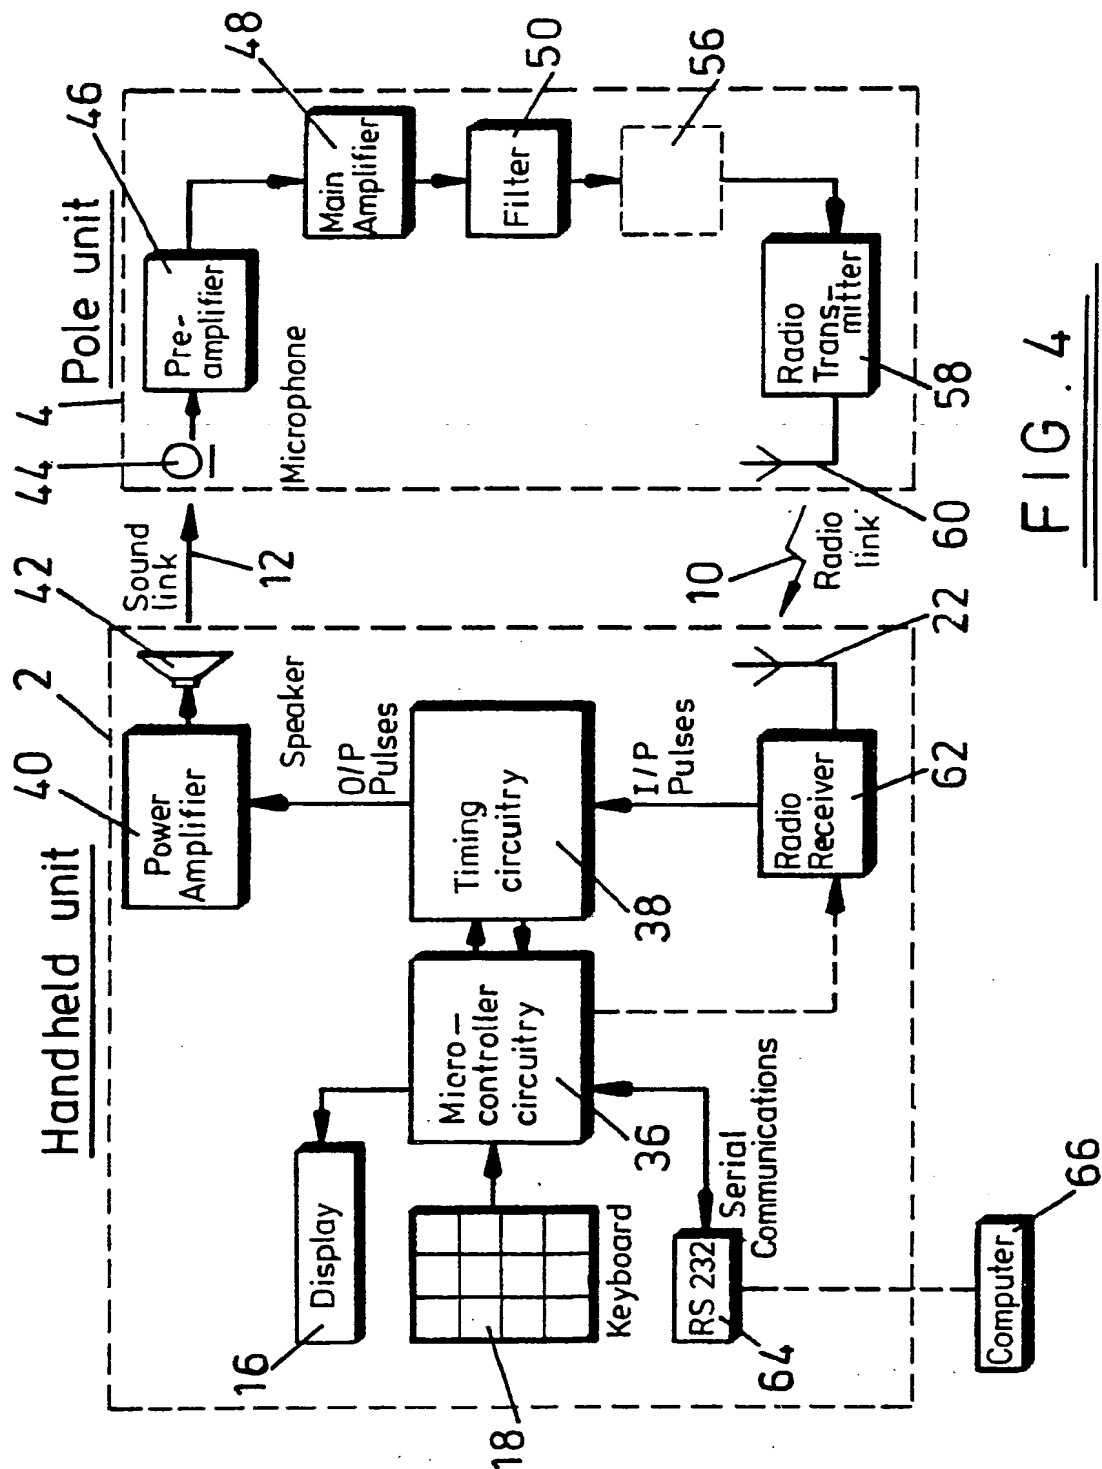 Handheld unit
2
40
Power
Amplifier
42
Speaker
O/P
Pulses
16
Display
Micro–
controller
circuitry
36
Timing
circuitry
38
18
Keyboard
I/P
Pulses
RS 232
64
Serial
Communications
Radio
Receiver
62
22
Computer
66
Sound
link
12
10
Radio
link
Pole unit
4
44
Microphone
46
Pre-
amplifier
48
Main
Amplifier
50
Filter
56
Radio
Trans–
mitter
58
60
FIG. 4